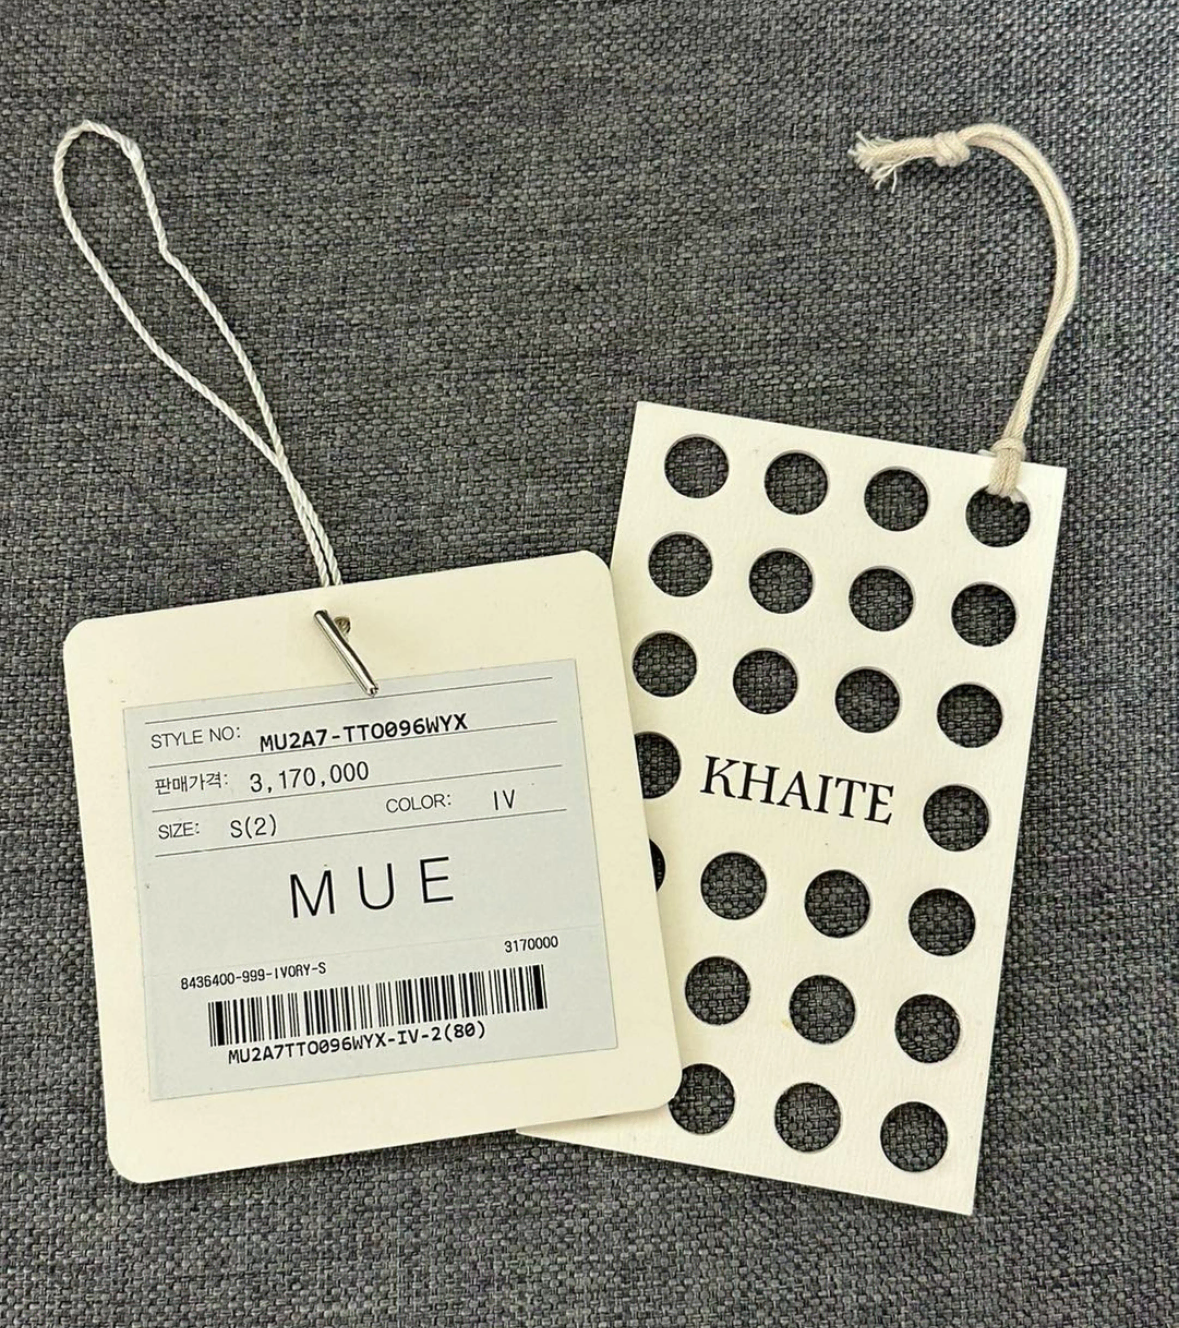 STYLE NO: MU2A7-TTO096WYX
판매가격: 3,170,000
SIZE: S(2) COLOR: IV
MUE
3170000
8436400-999-IVORY-S
MU2A7TTO096WYX-IV-2(80)
KHAITE